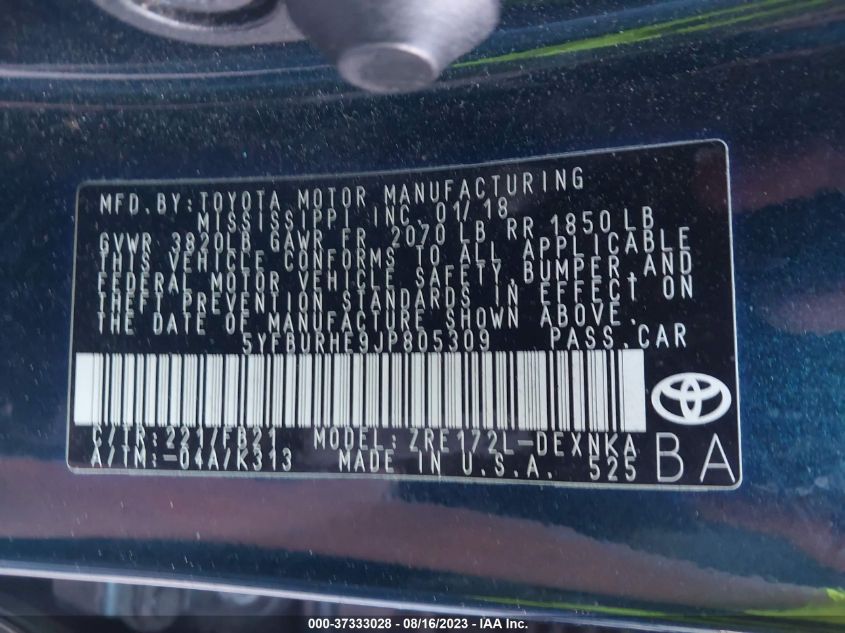 MFD. BY: TOYOTA MOTOR MANUFACTURING
MISSISSIPPI INC. 01/18
GVWR 3820LB GAWR FR 2070 LB RR 1850 LB
THIS VEHICLE CONFORMS TO ALL APPLICABLE
FEDERAL MOTOR VEHICLE SAFETY, BUMPER, AND
THEFT PREVENTION STANDARDS IN EFFECT ON
THE DATE OF MANUFACTURE SHOWN ABOVE.
5YFBURHE9JP805309 PASS. CAR
C/TR: 221/FB21 MODEL: ZRE172L-DEXNKA
A/TM: -04A/K313 MADE IN U.S.A. 525
BA
000-37333028 - 08/16/2023 - IAA Inc.